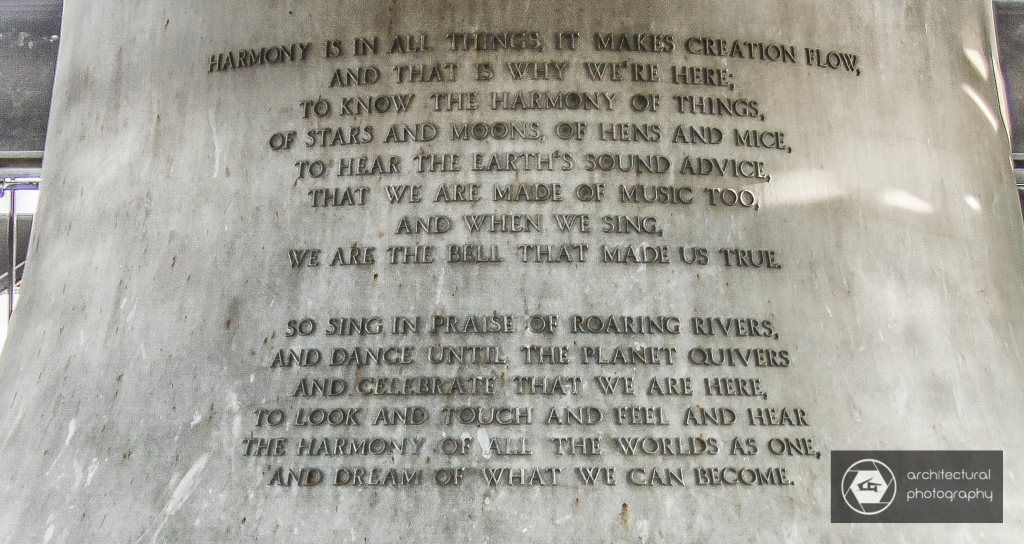 HARMONY IS IN ALL THINGS, IT MAKES CREATION FLOW,
AND THAT IS WHY WE'RE HERE;
TO KNOW THE HARMONY OF THINGS,
OF STARS AND MOONS, OF HENS AND MICE,
TO HEAR THE EARTH'S SOUND ADVICE,
THAT WE ARE MADE OF MUSIC TOO,
AND WHEN WE SING,
WE ARE THE BELL THAT MADE US TRUE.
SO SING IN PRAISE OF ROARING RIVERS,
AND DANCE UNTIL THE PLANET QUIVERS
AND CELEBRATE THAT WE ARE HERE,
TO LOOK AND TOUCH AND FEEL AND HEAR
THE HARMONY OF ALL THE WORLDS AS ONE,
AND DREAM OF WHAT WE CAN BECOME.
architectural
photography